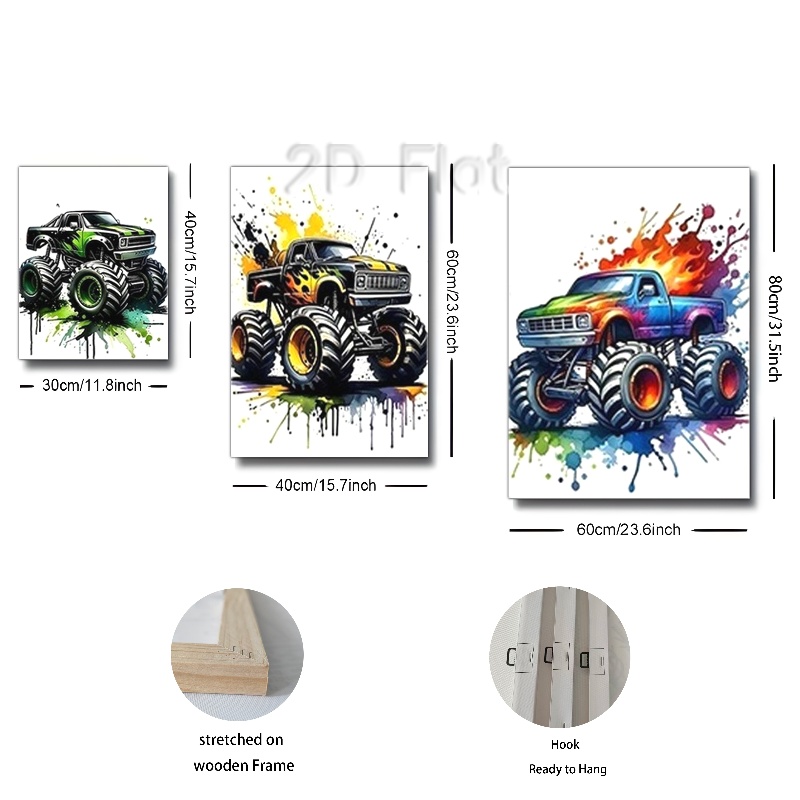 2D Flat
40cm/15.7inch
60cm/23.6inch
80cm/31.5inch
30cm/11.8inch
40cm/15.7inch
60cm/23.6inch
stretched on
wooden Frame
Hook
Ready to Hang